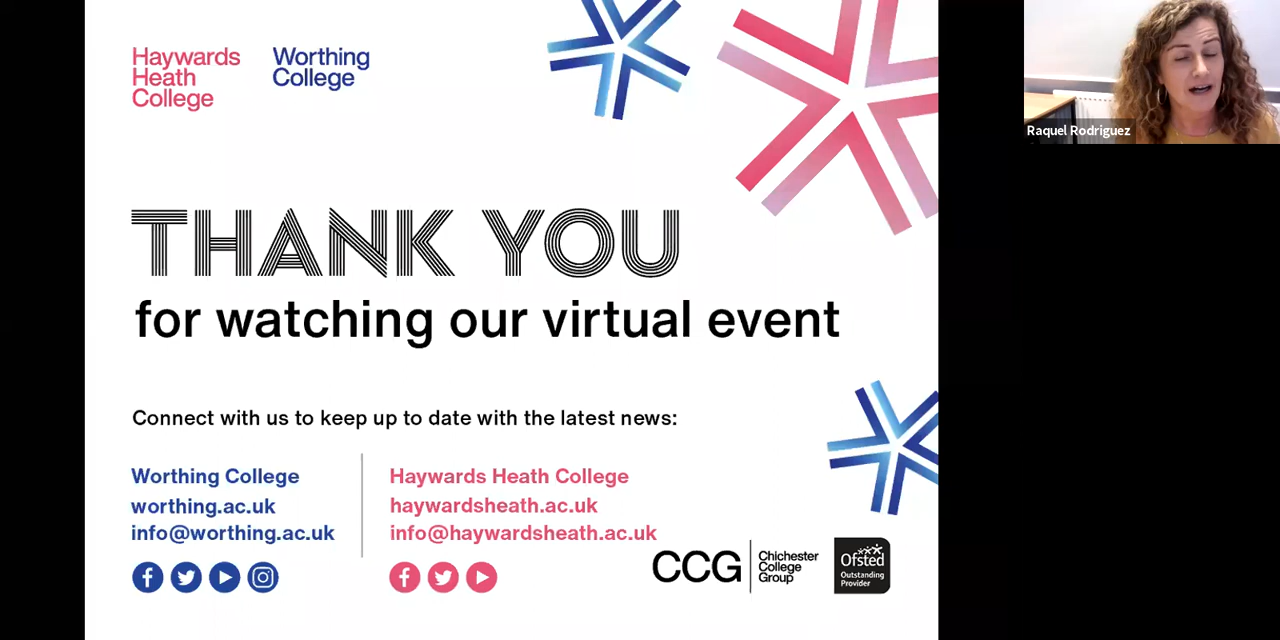 Haywards
Heath
College
Worthing
College
Raquel Rodriguez
THANK YOU
for watching our virtual event
Connect with us to keep up to date with the latest news:
Worthing College
worthing.ac.uk
info@worthing.ac.uk
Haywards Heath College
haywardsheath.ac.uk
info@haywardsheath.ac.uk
CCG
Chichester
College
Group
Ofsted
Outstanding
Provider